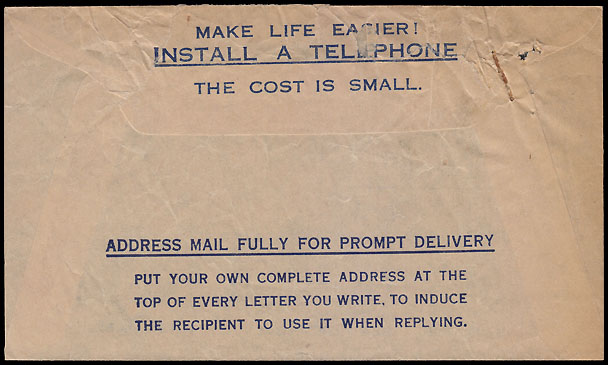 MAKE LIFE EASIER!
INSTALL A TELEPHONE
THE COST IS SMALL.
ADDRESS MAIL FULLY FOR PROMPT DELIVERY
PUT YOUR OWN COMPLETE ADDRESS AT THE
TOP OF EVERY LETTER YOU WRITE, TO INDUCE
THE RECIPIENT TO USE IT WHEN REPLYING.